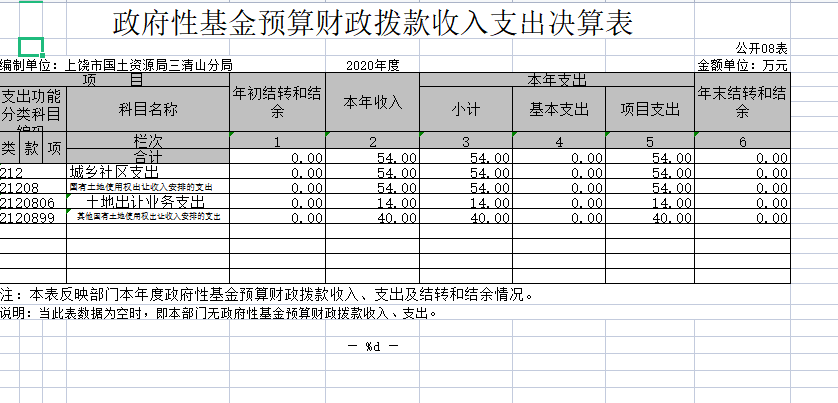 政府性基金预算财政拨款收入支出决算表
公开08表
编制单位：上饶市国土资源局三清山分局 2020年度 金额单位：万元
项 目 年初结转和结余 本年收入 本年支出 年末结转和结余
支出功能分类科目编码 科目名称 小计 基本支出 项目支出
类 款 项 栏次 1 2 3 4 5 6
合计 0.00 54.00 54.00 0.00 54.00 0.00
212 城乡社区支出 0.00 54.00 54.00 0.00 54.00 0.00
21208 国有土地使用权出让收入安排的支出 0.00 54.00 54.00 0.00 54.00 0.00
2120806 土地出让业务支出 0.00 14.00 14.00 0.00 14.00 0.00
2120899 其他国有土地使用权出让收入安排的支出 0.00 40.00 40.00 0.00 40.00 0.00
注：本表反映部门本年度政府性基金预算财政拨款收入、支出及结转和结余情况。
说明：当此表数据为空时，即本部门无政府性基金预算财政拨款收入、支出。
— %d —